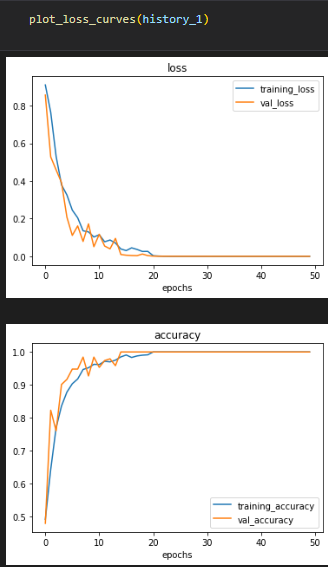 plot_loss_curves(history_1)
loss
training_loss
val_loss
0.8
0.6
0.4
0.2
0.0
0 10 20 30 40 50
epochs
accuracy
1.0
0.9
0.8
0.7
0.6
0.5
training_accuracy
val_accuracy
0 10 20 30 40 50
epochs